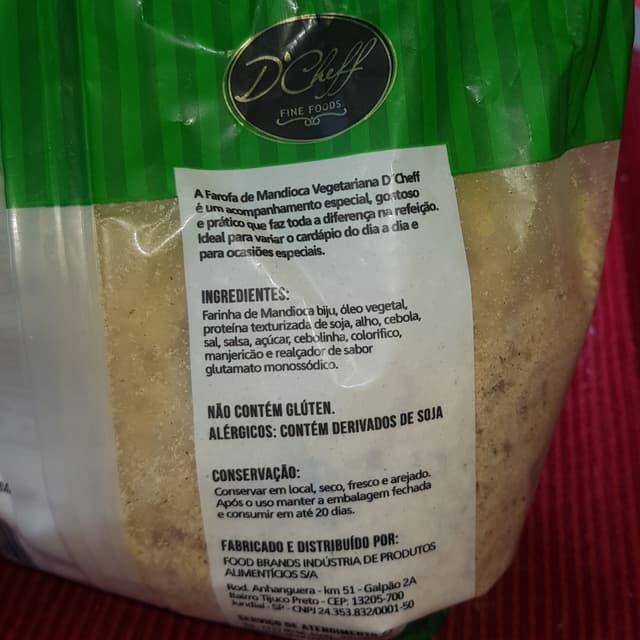 D'Cheff
FINE FOODS
A Farofa de Mandioca Vegetariana D'Cheff
é um acompanhamento especial, gostoso
e prático que faz toda a diferença na refeição.
Ideal para variar o cardápio do dia a dia e
para ocasiões especiais.
INGREDIENTES:
Farinha de Mandioca biju, óleo vegetal,
proteína texturizada de soja, alho, cebola,
sal, salsa, açúcar, cebolinha, colorífico,
manjericão e realçador de sabor
glutamato monossódico.
NÃO CONTÉM GLÚTEN.
ALÉRGICOS: CONTÉM DERIVADOS DE SOJA
CONSERVAÇÃO:
Conservar em local, seco, fresco e arejado.
Após o uso manter a embalagem fechada
e consumir em até 20 dias.
FABRICADO E DISTRIBUÍDO POR:
FOOD BRANDS INDÚSTRIA DE PRODUTOS
ALIMENTÍCIOS S/A
Rod. Anhanguera - km 51 - Galpão 2A
Bairro Tijuco Preto - CEP: 13205-700
Jundiaí - SP - CNPJ 24.353.832/0001-50
SERVIÇO DE ATENDIMENTO